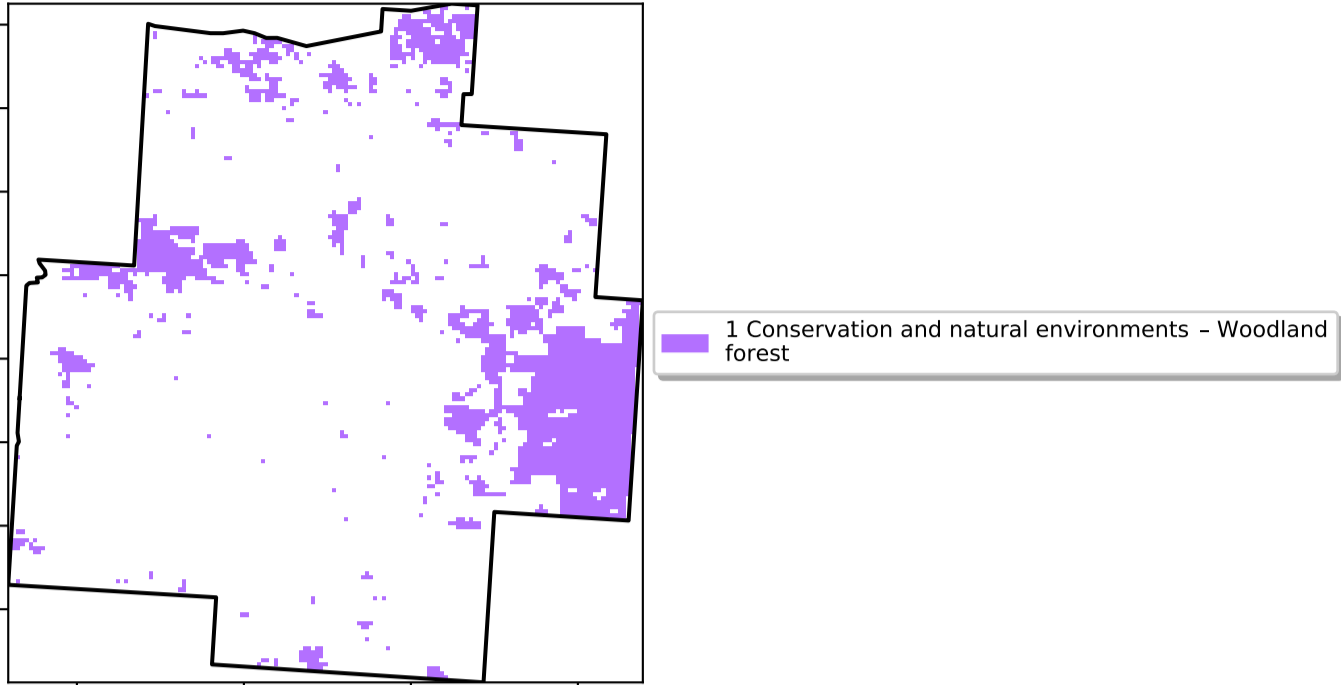 1 Conservation and natural environments – Woodland
forest